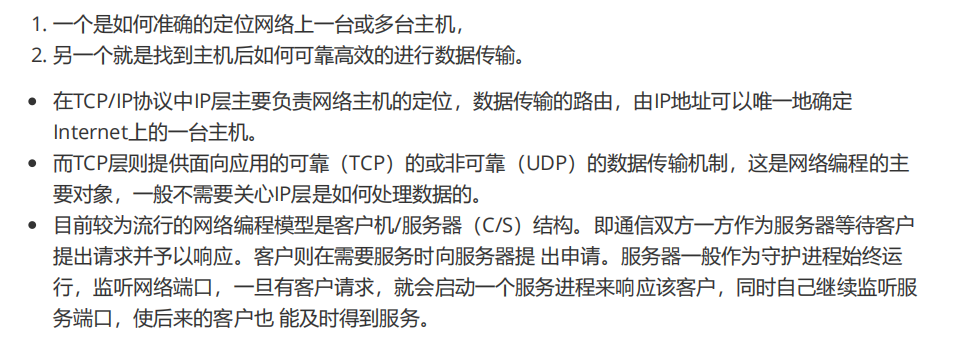 1. 一个是如何准确的定位网络上一台或多台主机，
2. 另一个就是找到主机后如何可靠高效的进行数据传输。
• 在TCP/IP协议中IP层主要负责网络主机的定位，数据传输的路由，由IP地址可以唯一地确定
Internet上的一台主机。
• 而TCP层则提供面向应用的可靠（TCP）的或非可靠（UDP）的数据传输机制，这是网络编程的主
要对象，一般不需要关心IP层是如何处理数据的。
• 目前较为流行的网络编程模型是客户机/服务器（C/S）结构。即通信双方一方作为服务器等待客户
提出请求并予以响应。客户则在需要服务时向服务器提 出申请。服务器一般作为守护进程始终运
行，监听网络端口，一旦有客户请求，就会启动一个服务进程来响应该客户，同时自己继续监听服
务端口，使后来的客户也 能及时得到服务。